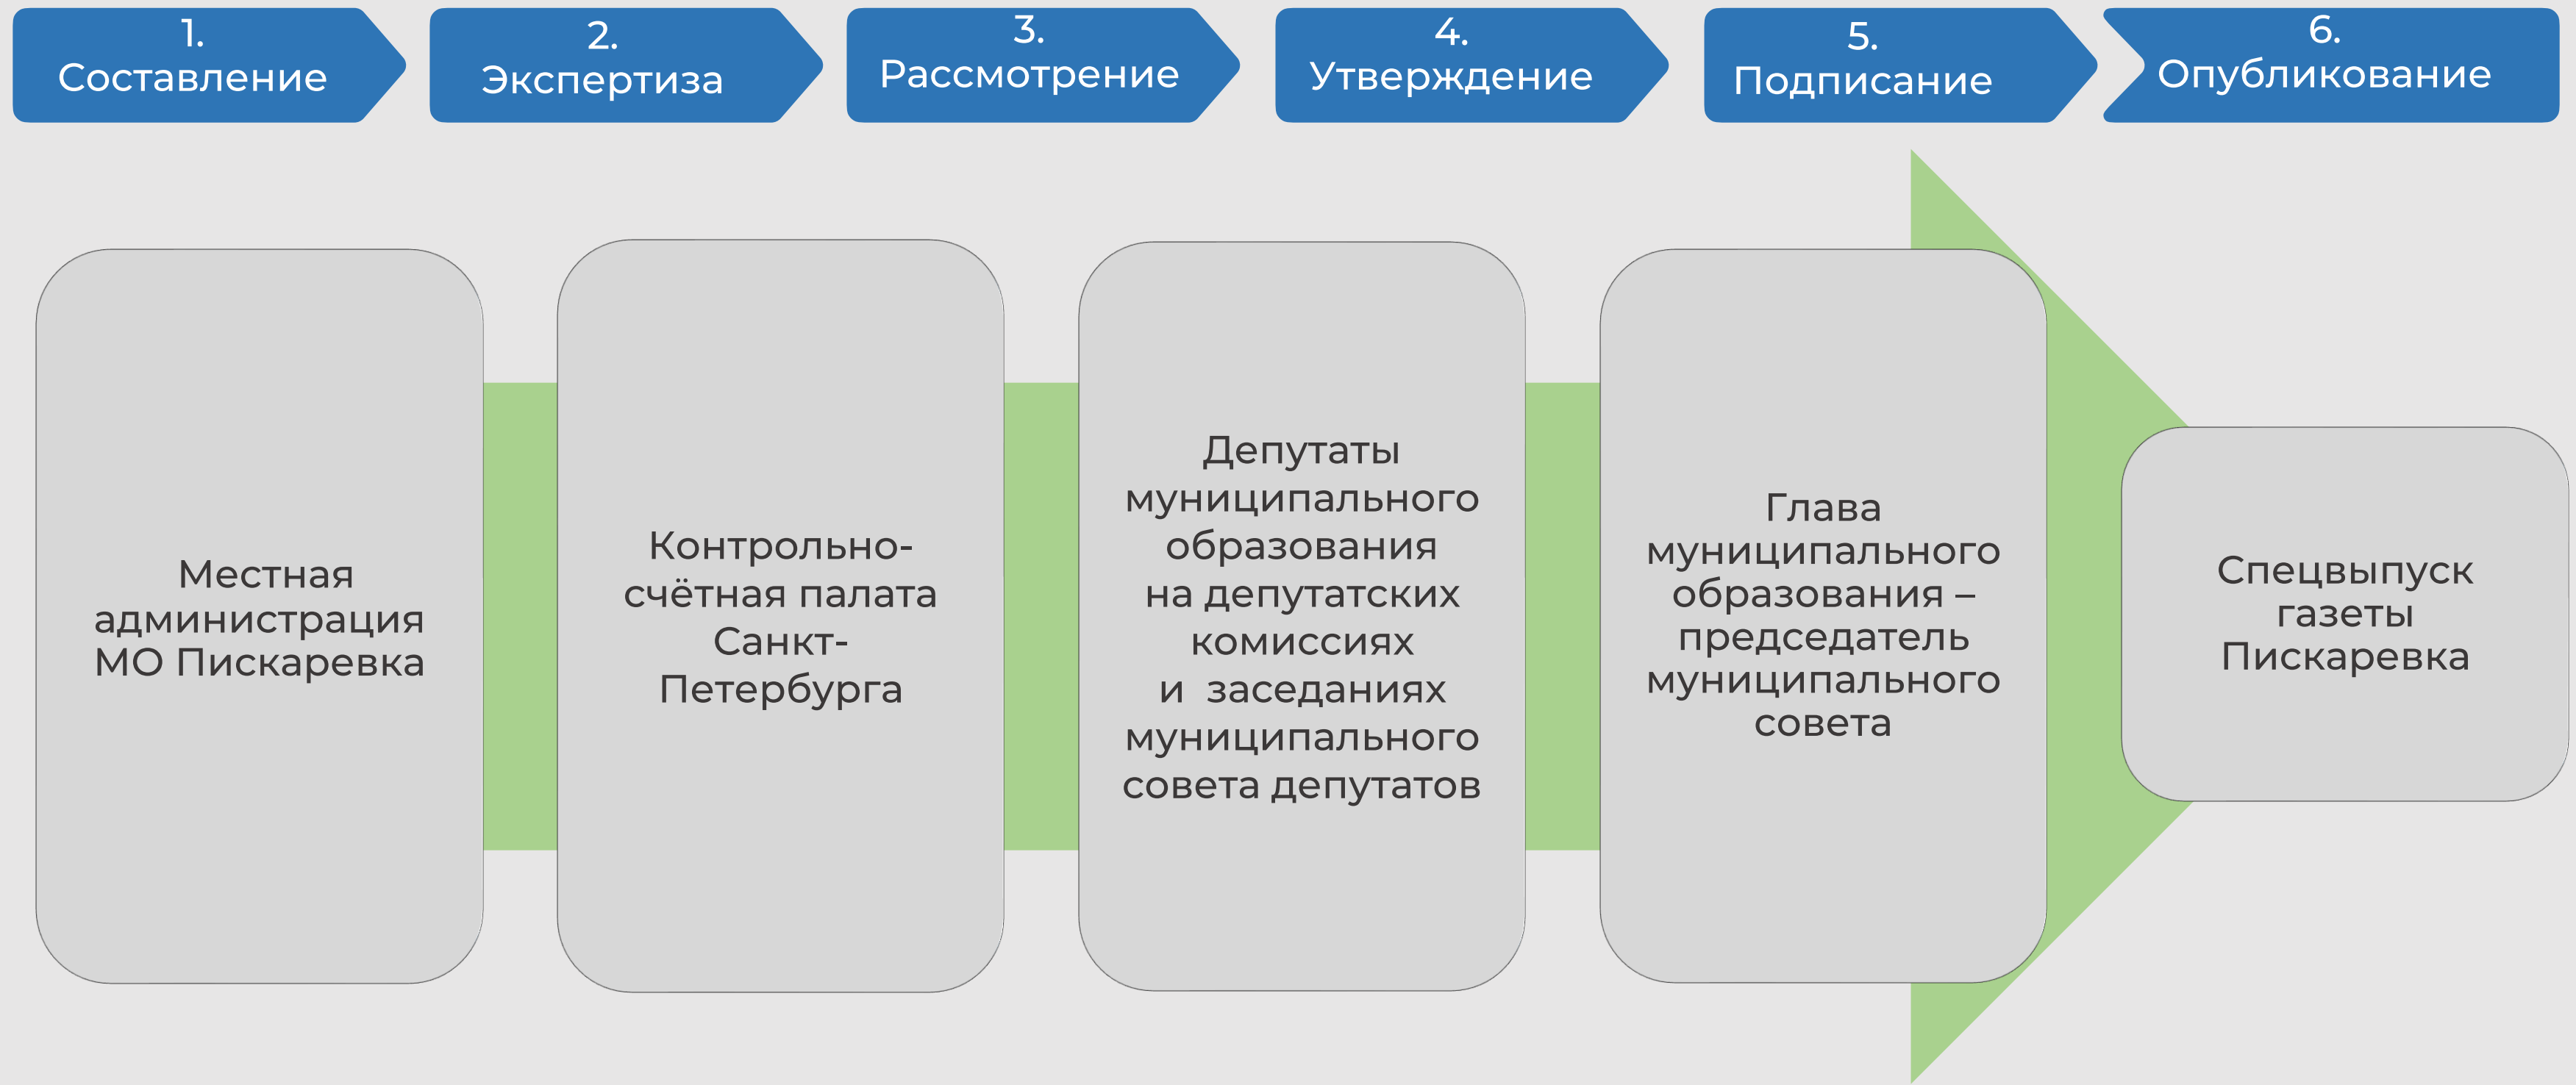 1.
Составление
2.
Экспертиза
3.
Рассмотрение
4.
Утверждение
5.
Подписание
6.
Опубликование
Местная
администрация
МО Пискаревка
Контрольно-
счётная палата
Санкт-
Петербурга
Депутаты
муниципального
образования
на депутатских
комиссиях
и  заседаниях
муниципального
совета депутатов
Глава
муниципального
образования –
председатель
муниципального
совета
Спецвыпуск
газеты
Пискаревка